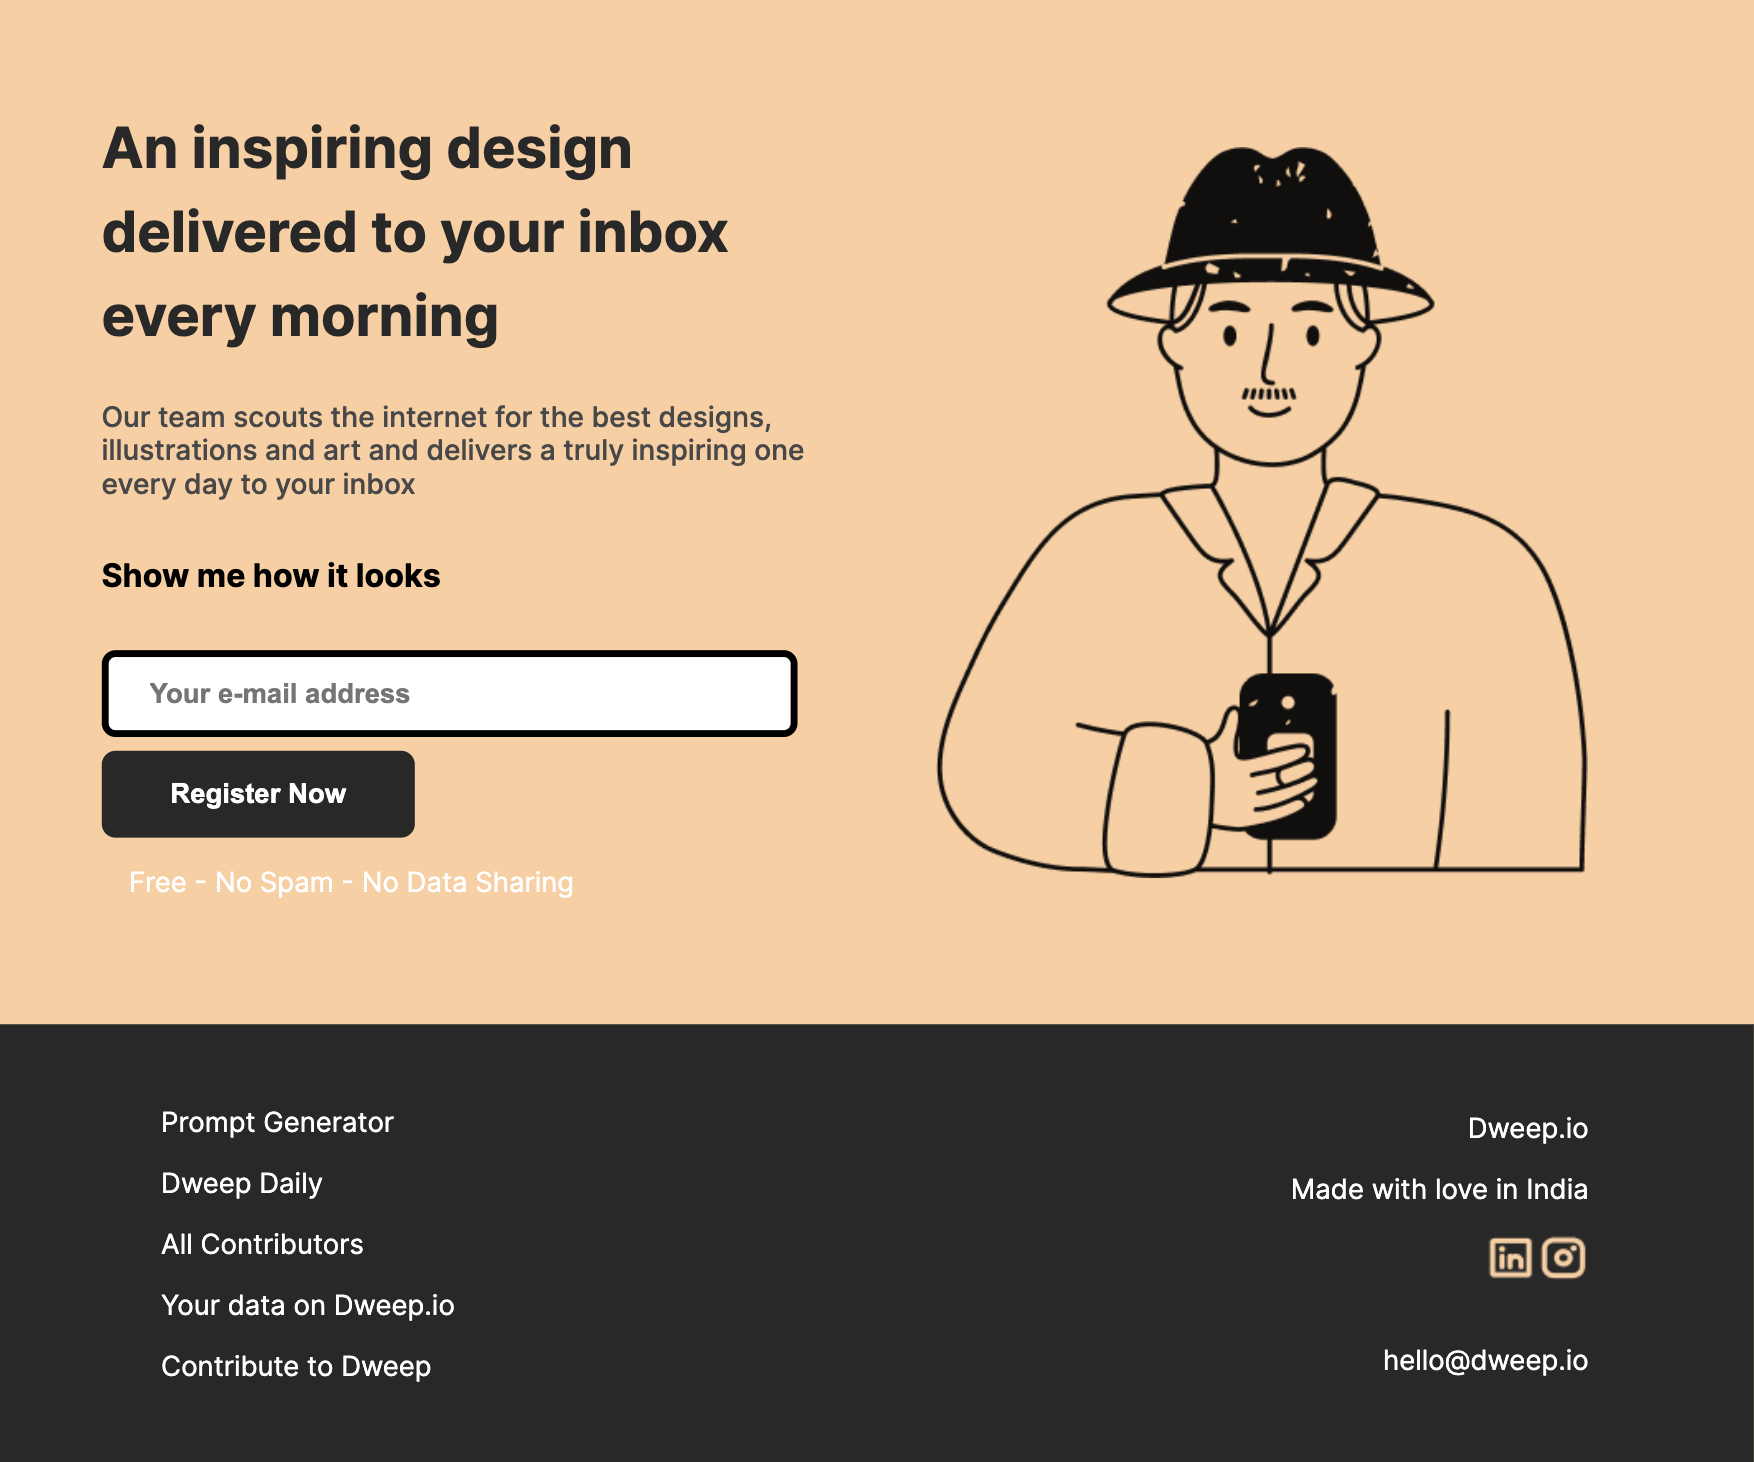 An inspiring design
delivered to your inbox
every morning
Our team scouts the internet for the best designs,
illustrations and art and delivers a truly inspiring one
every day to your inbox
Show me how it looks
Your e-mail address
Register Now
Free - No Spam - No Data Sharing
Prompt Generator
Dweep Daily
All Contributors
Your data on Dweep.io
Contribute to Dweep
Dweep.io
Made with love in India
in
hello@dweep.io